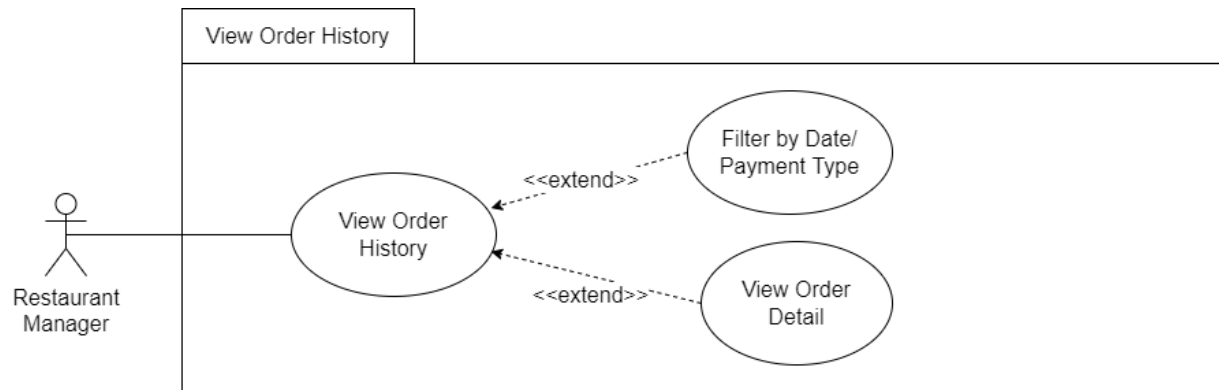 View Order History
Filter by Date/
Payment Type
<<extend>>
View Order
History
<<extend>>
View Order
Detail
Restaurant
Manager